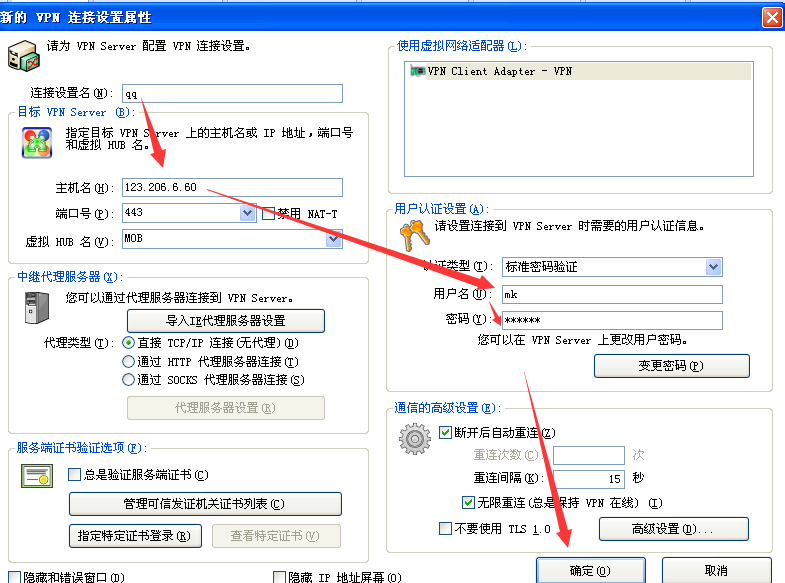 新的 VPN 连接设置属性
请为 VPN Server 配置 VPN 连接设置。
连接设置名(N):
qq
目标 VPN Server (B):
指定目标 VPN Server 上的主机名或 IP 地址,端口号
和虚拟 HUB 名。
主机名(H):
123.206.6.60
端口号(P):
443
禁用 NAT-T
虚拟 HUB 名(V):
MOB
中继代理服务器(X):
您可以通过代理服务器连接到 VPN Server。
导入IE代理服务器设置
代理类型(T):
直接 TCP/IP 连接(无代理)(D)
通过 HTTP 代理服务器连接(T)
通过 SOCKS 代理服务器连接(S)
代理服务器设置(R)
服务端证书验证选项(F):
总是验证服务端证书(C)
管理可信发证机关证书列表(C)
指定特定证书登录(R)
查看特定证书(V)
隐藏和错误窗口(D)
隐藏 IP 地址屏幕(O)
使用虚拟网络适配器(L):
VPN Client Adapter - VPN
用户认证设置(A):
请设置连接到 VPN Server 时需要的用户认证信息。
认证类型(T):
标准密码验证
用户名(U):
mk
密码(Y):
******
您可以在 VPN Server 上更改用户密码。
变更密码(P)
通信的高级设置(E):
断开后自动重连(Z)
重连次数(C):
次
重连间隔(K):
15
秒
无限重连(总是保持 VPN 在线) (I)
不要使用 TLS 1.0
高级设置(D)...
确定(O)
取消